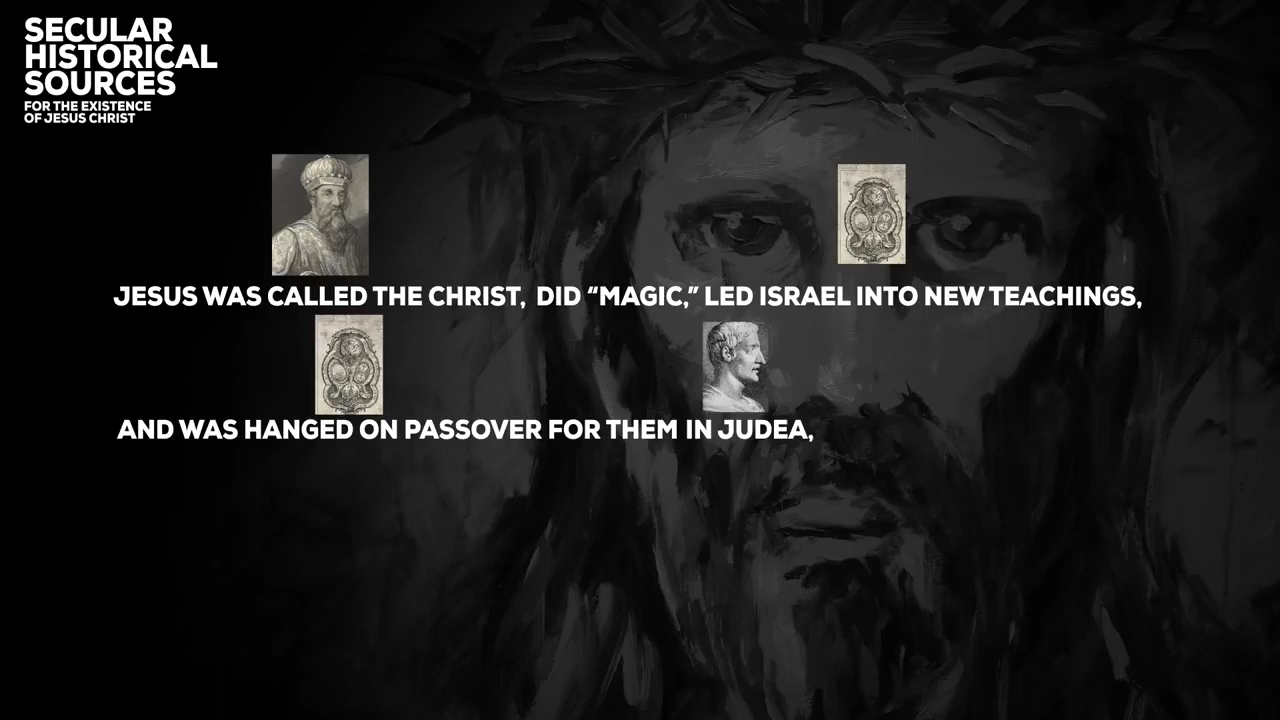 SECULAR
HISTORICAL
SOURCES
FOR THE EXISTENCE
OF JESUS CHRIST
JESUS WAS CALLED THE CHRIST, DID “MAGIC,” LED ISRAEL INTO NEW TEACHINGS,
AND WAS HANGED ON PASSOVER FOR THEM IN JUDEA,